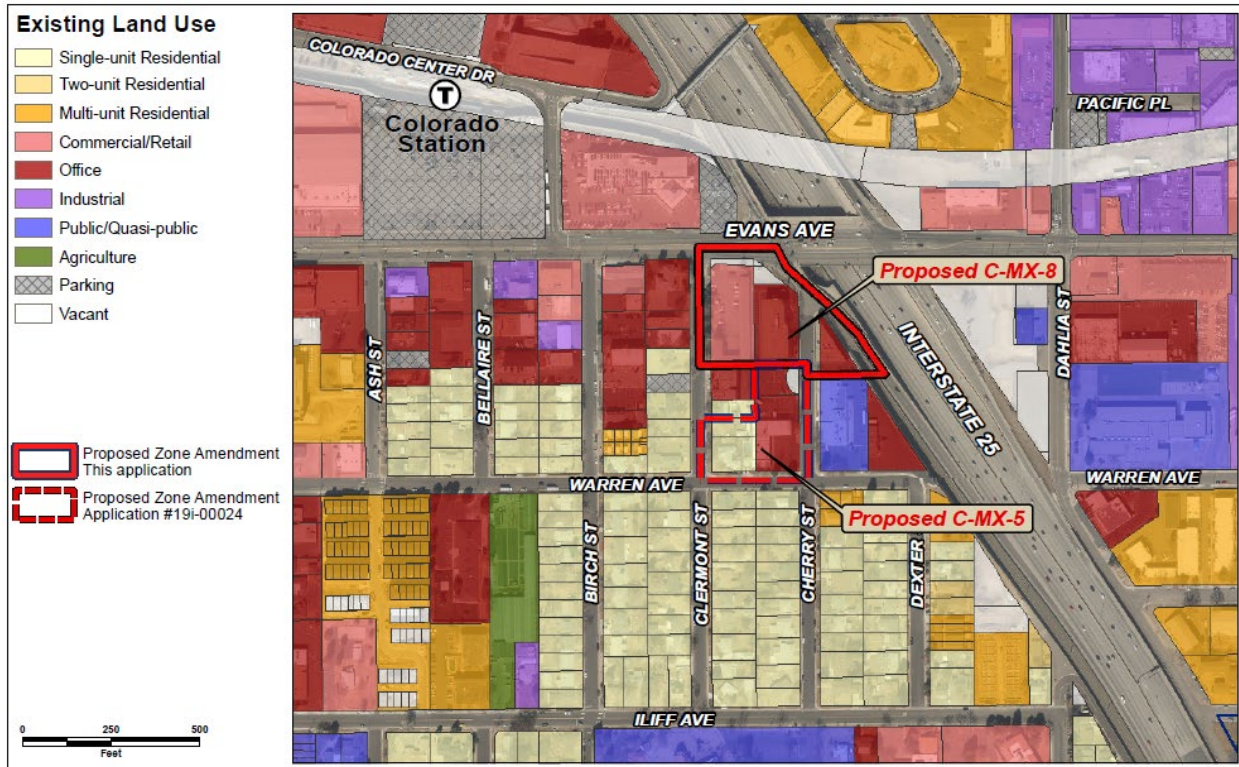 Existing Land Use
Single-unit Residential
Two-unit Residential
Multi-unit Residential
Commercial/Retail
Office
Industrial
Public/Quasi-public
Agriculture
Parking
Vacant
Proposed Zone Amendment
This application
Proposed Zone Amendment
Application #19i-00024
0 250 500
Feet
COLORADO CENTER DR
T
Colorado
Station
PACIFIC PL
EVANS AVE
Proposed C-MX-8
INTERSTATE 25
ASH ST
BELLAIRE ST
DAHLIA ST
WARREN AVE
WARREN AVE
Proposed C-MX-5
BIRCH ST
CLERMONT ST
CHERRY ST
DEXTER
ILIFF AVE